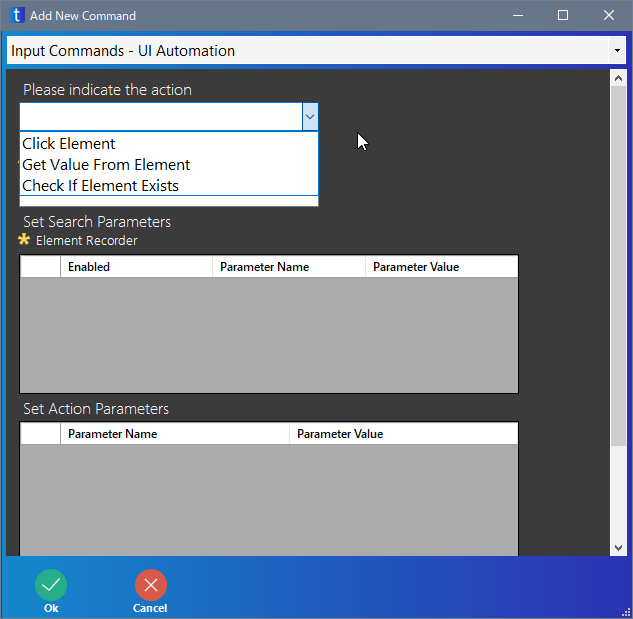 Add New Command
Input Commands - UI Automation
Please indicate the action
Click Element
Get Value From Element
Check If Element Exists
Set Search Parameters
Element Recorder
Enabled Parameter Name Parameter Value
Set Action Parameters
Parameter Name Parameter Value
Ok Cancel